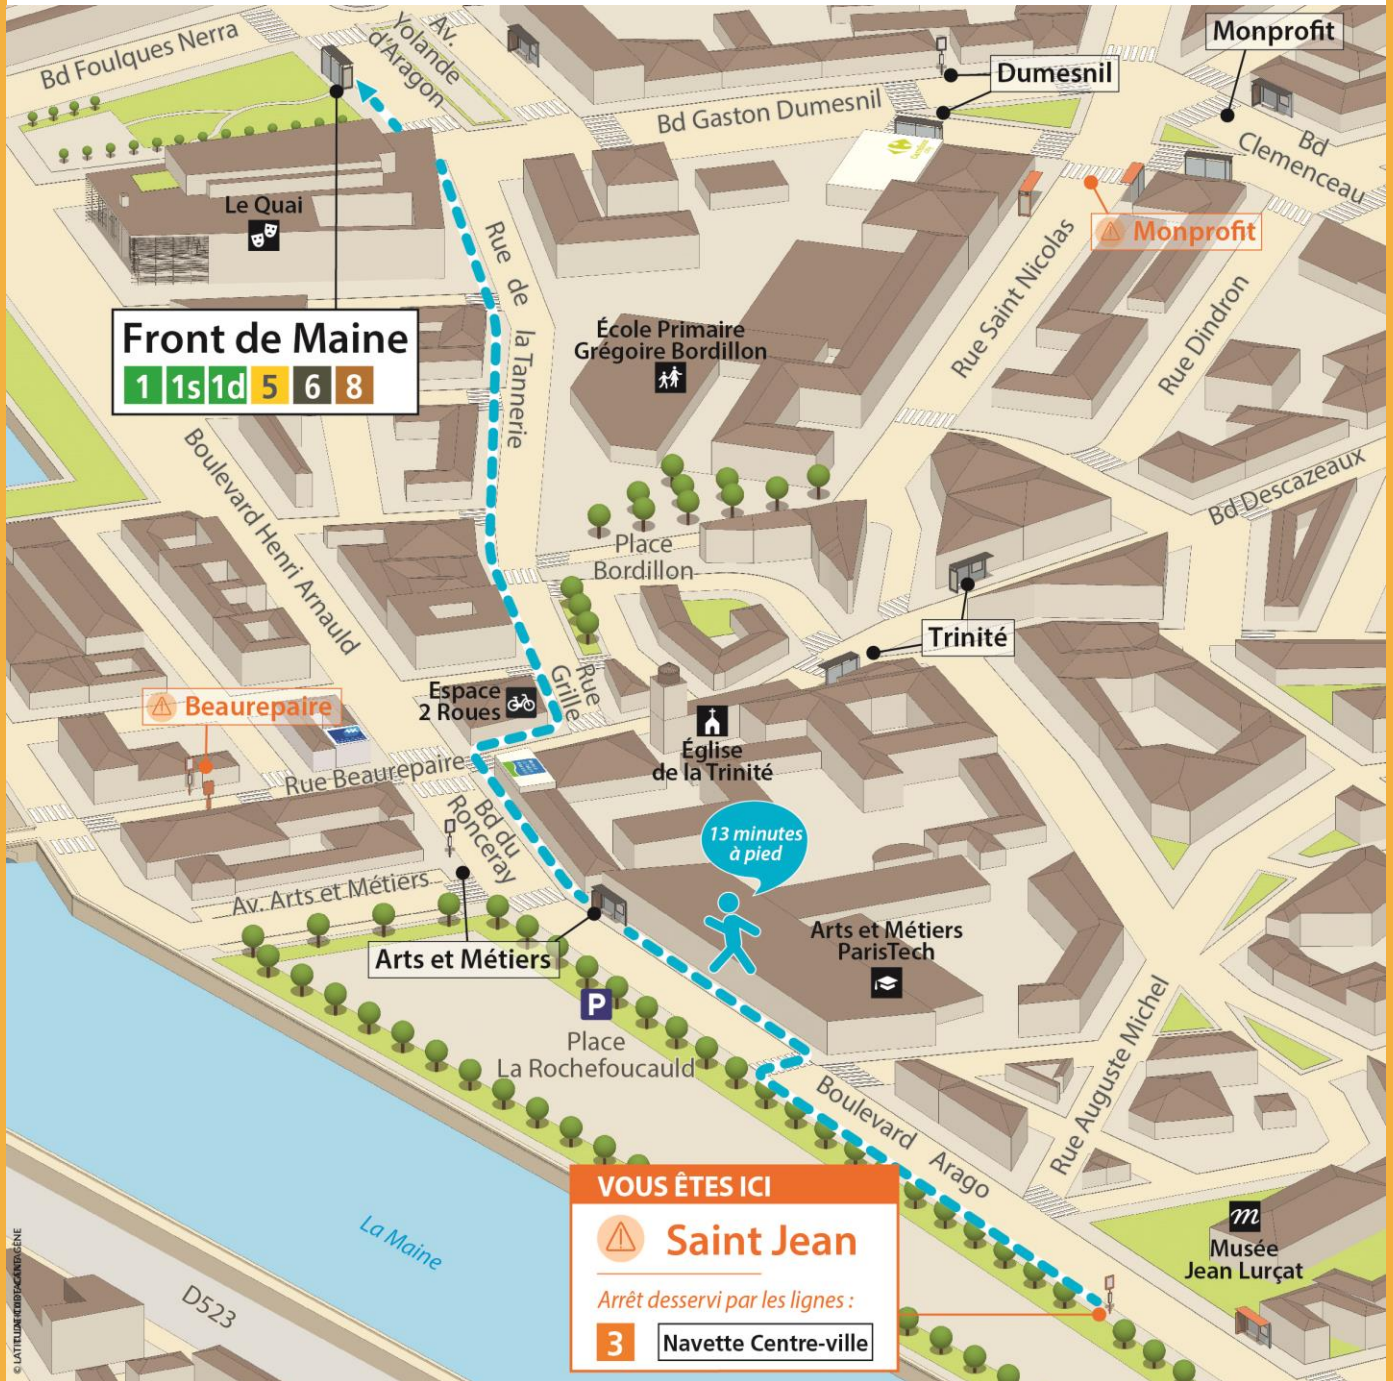 Bd Foulques Nerra
Av.
Yolande
d'Aragon
Monprofit
Dumesnil
Bd Gaston Dumesnil
Bd
Clemenceau
Le Quai
Monprofit
Rue de la Tannerie
Rue Saint Nicolas
Rue Dindron
Front de Maine
1 1s 1d 5 6 8
École Primaire
Grégoire Bordillon
Boulevard Henri Arnauld
Bd Descazeaux
Place
Bordillon
Trinité
Rue
Grille
Espace
2 Roues
Beaurepaire
Église
de la Trinité
Rue Beaurepaire
Bd du
Ronceray
13 minutes
à pied
Av. Arts et Métiers
Arts et Métiers
Arts et Métiers
ParisTech
P
Place
La Rochefoucauld
Boulevard Arago
Rue Auguste Michel
VOUS ÊTES ICI
Saint Jean
Arrêt desservi par les lignes :
3 Navette Centre-ville
m
Musée
Jean Lurçat
La Maine
D523